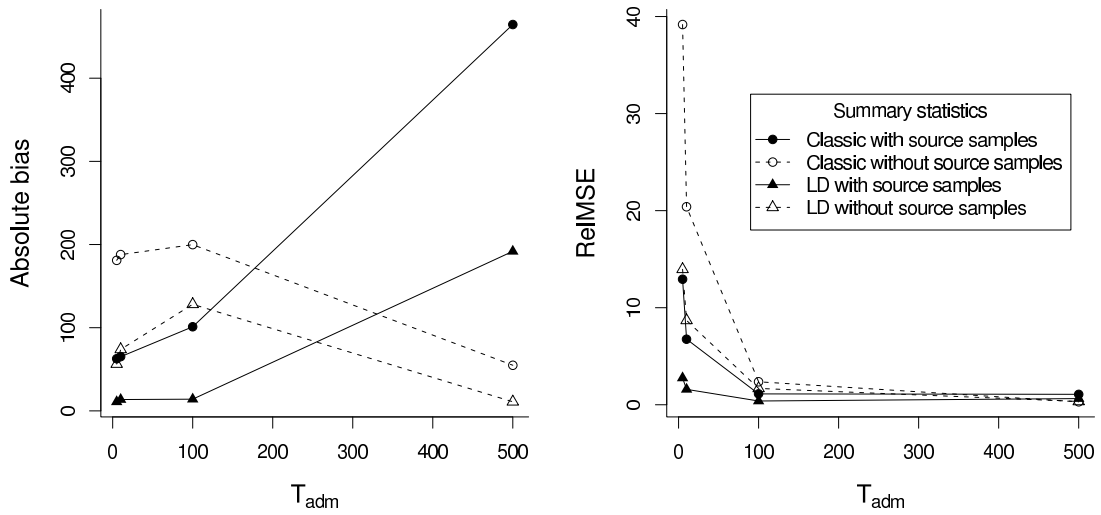 Absolute bias
400
300
200
100
0
0 100 200 300 400 500
T_adm
RelMSE
40
30
20
10
0
0 100 200 300 400 500
T_adm
Summary statistics
Classic with source samples
Classic without source samples
LD with source samples
LD without source samples